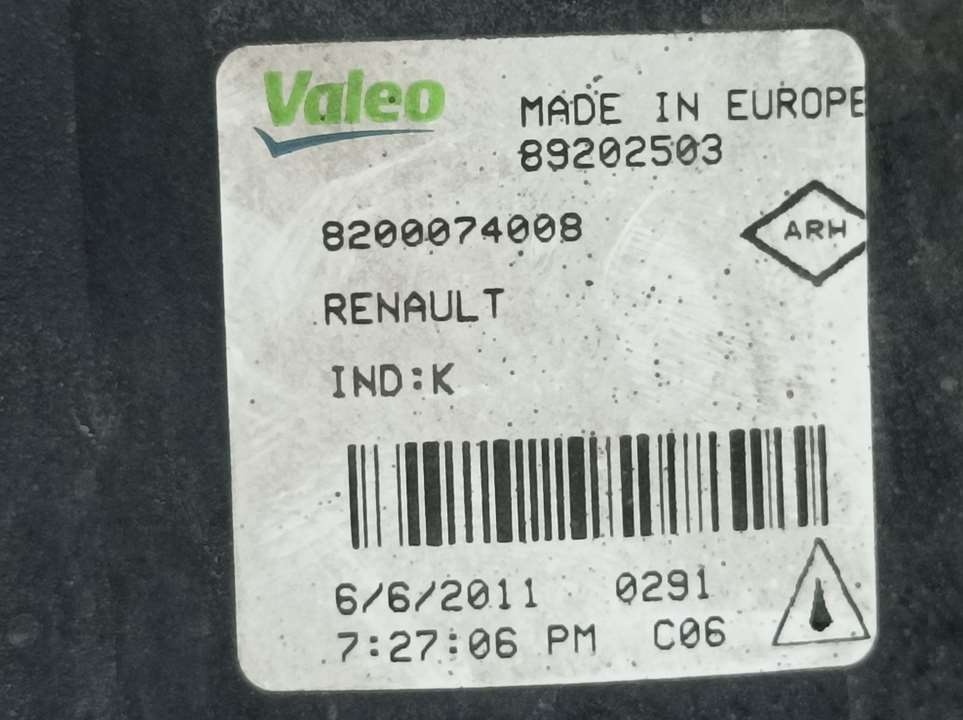 Valeo
MADE IN EUROPE
89202503
8200074008
ARH
RENAULT
IND:K
6/6/2011 0291
7:27:06 PM C06